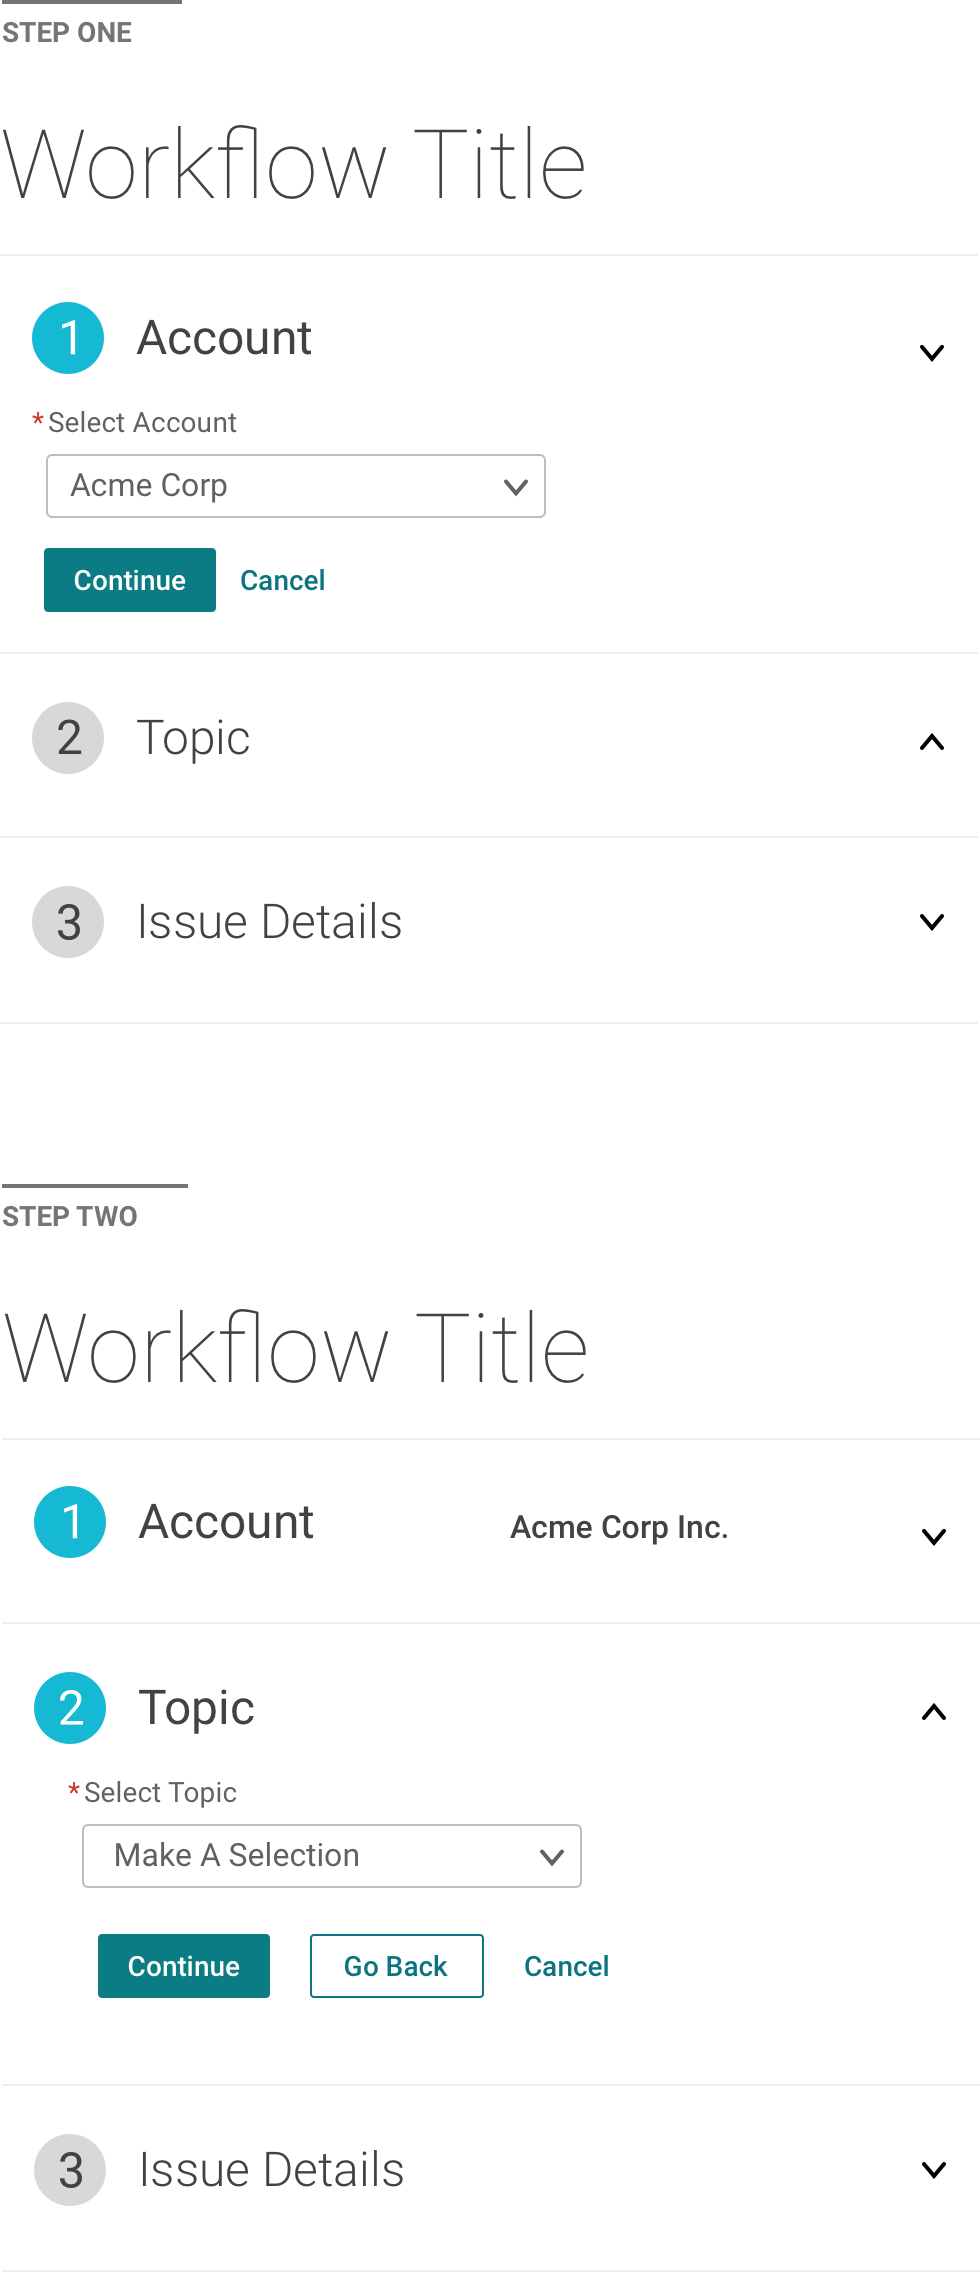 STEP ONE
Workflow Title
1 Account
* Select Account
Acme Corp
Continue Cancel
2 Topic
3 Issue Details
STEP TWO
Workflow Title
1 Account Acme Corp Inc.
2 Topic
* Select Topic
Make A Selection
Continue Go Back Cancel
3 Issue Details